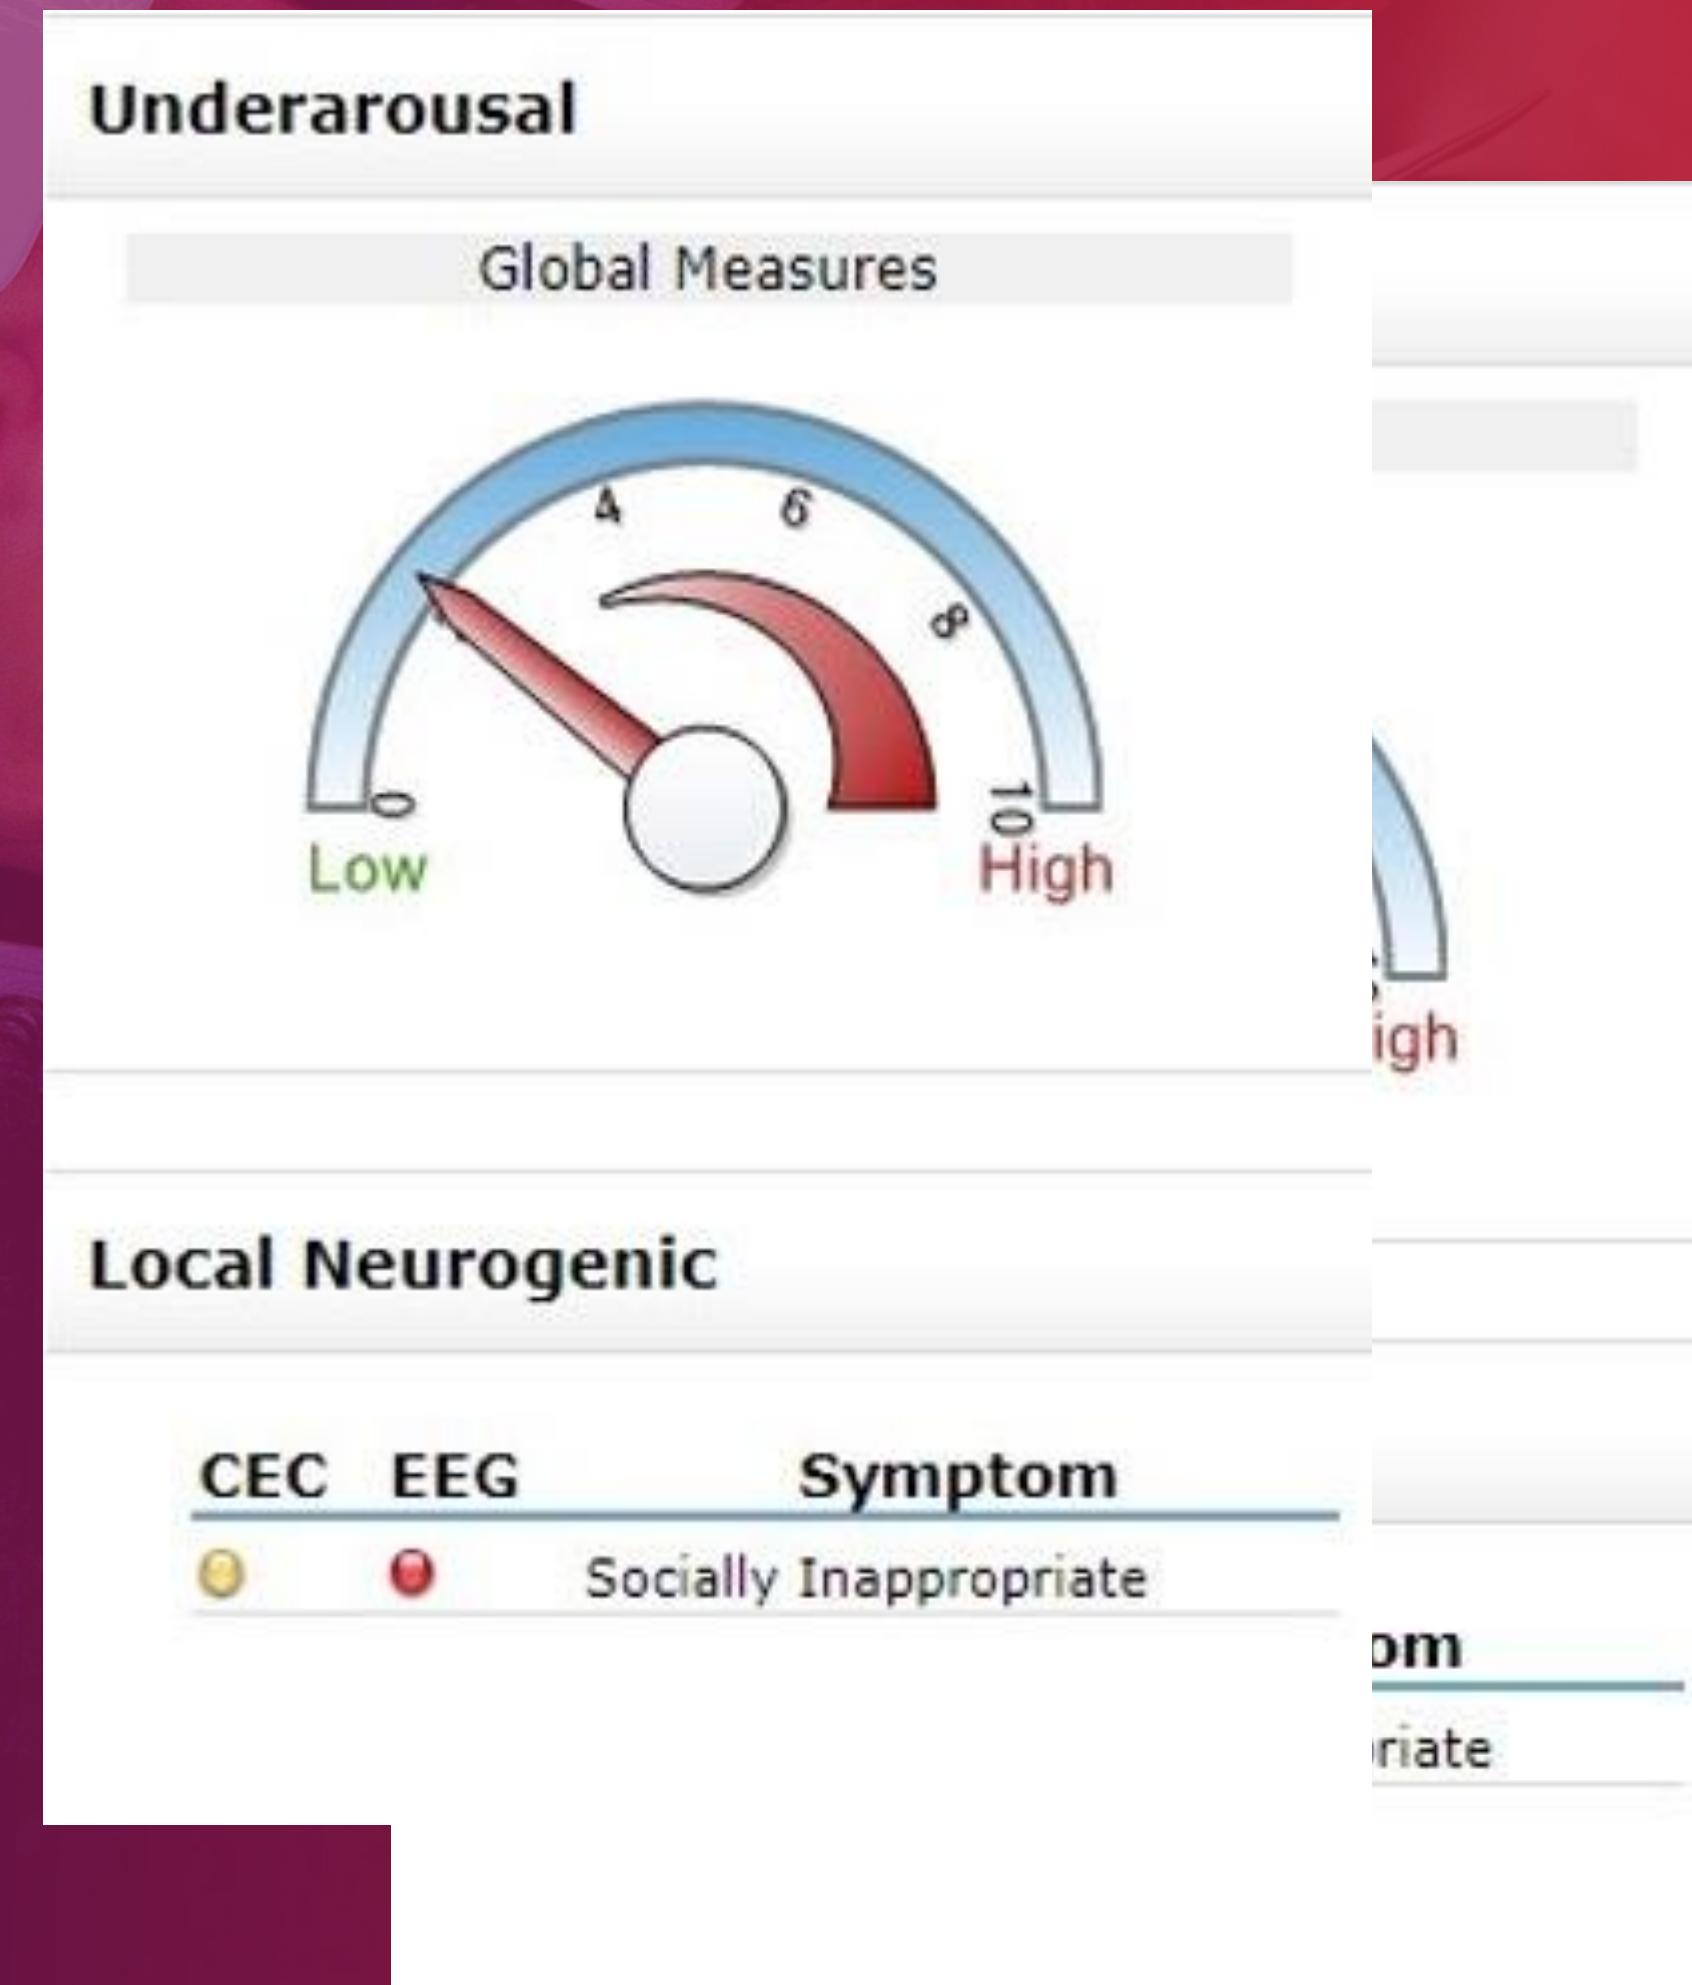 Underarousal
Global Measures
4
6
8
0
10
Low
High
igh
Local Neurogenic
CEC EEG Symptom
Socially Inappropriate
om
riate